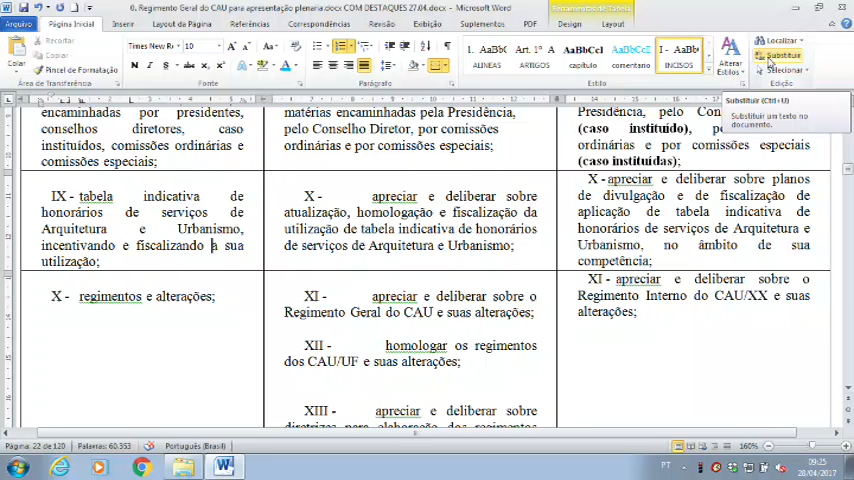 0. Regimento Geral do CAU para apresentação plenaria.docx COM DESTAQUES 27.04.docx - Microsoft Word
Ferramentas de Tabela
Arquivo Página Inicial Inserir Layout da Página Referências Correspondências Revisão Exibição Suplementos PDF Design Layout
Recortar
Copiar
Pincel de Formatação
Colar
Área de Transferência
Times New Ro 10
N I S
Fonte
Parágrafo
1. AaBbC Art. 1º A AaBbCcI AaBbCcE I - AaBb
ALINEAS ARTIGOS capítulo comentario INCISOS
Alterar Estilos
Estilo
Localizar
Substituir
Selecionar
Edição
Substituir (Ctrl+U)
Substituir um texto no
documento.
encaminhadas por presidentes,
conselhos diretores, caso
instituídos, comissões ordinárias e
comissões especiais;
matérias encaminhadas pela Presidência,
pelo Conselho Diretor, por comissões
ordinárias e por comissões especiais;
Presidência, pelo Con
(caso instituído), p
ordinárias e por comissões especiais
(caso instituídas);
IX - tabela indicativa de
honorários de serviços de
Arquitetura e Urbanismo,
incentivando e fiscalizando a sua
utilização;
X - apreciar e deliberar sobre
atualização, homologação e fiscalização da
utilização de tabela indicativa de honorários
de serviços de Arquitetura e Urbanismo;
X - apreciar e deliberar sobre planos
de divulgação e de fiscalização de
aplicação de tabela indicativa de
honorários de serviços de Arquitetura e
Urbanismo, no âmbito de sua
competência;
X - regimentos e alterações;
XI - apreciar e deliberar sobre o
Regimento Geral do CAU e suas alterações;
XI - apreciar e deliberar sobre o
Regimento Interno do CAU/XX e suas
alterações;
XII - homologar os regimentos
dos CAU/UF e suas alterações;
XIII - apreciar e deliberar sobre
diretrizes para elaboração dos regimentos
Página: 22 de 120 Palavras: 60.353 Português (Brasil) 160%
PT 09:25
28/04/2017